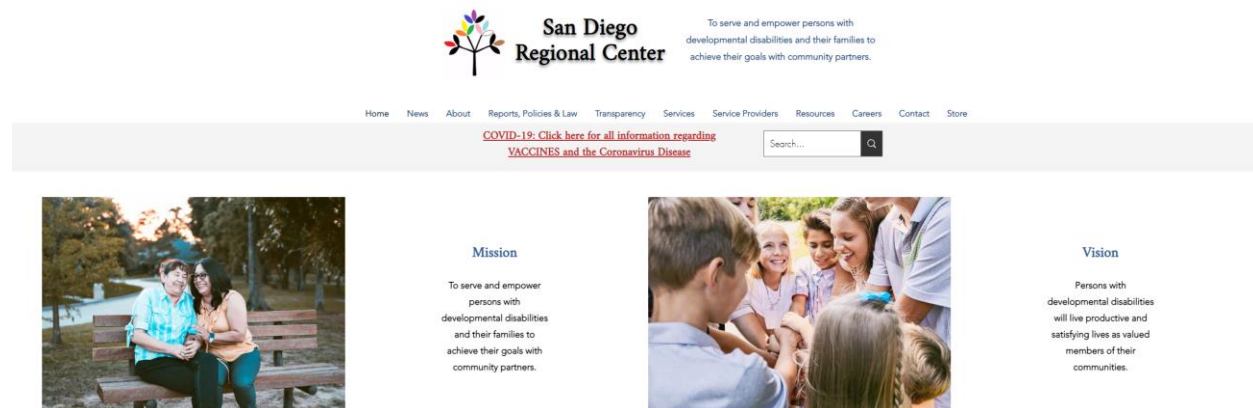 San Diego
Regional Center
To serve and empower persons with
developmental disabilities and their families to
achieve their goals with community partners.
Home News About Reports, Policies & Law Transparency Services Service Providers Resources Careers Contact Store
COVID-19: Click here for all information regarding
VACCINES and the Coronavirus Disease
Search...
Mission
To serve and empower
persons with
developmental disabilities
and their families to
achieve their goals with
community partners.
Vision
Persons with
developmental disabilities
will live productive and
satisfying lives as valued
members of their
communities.